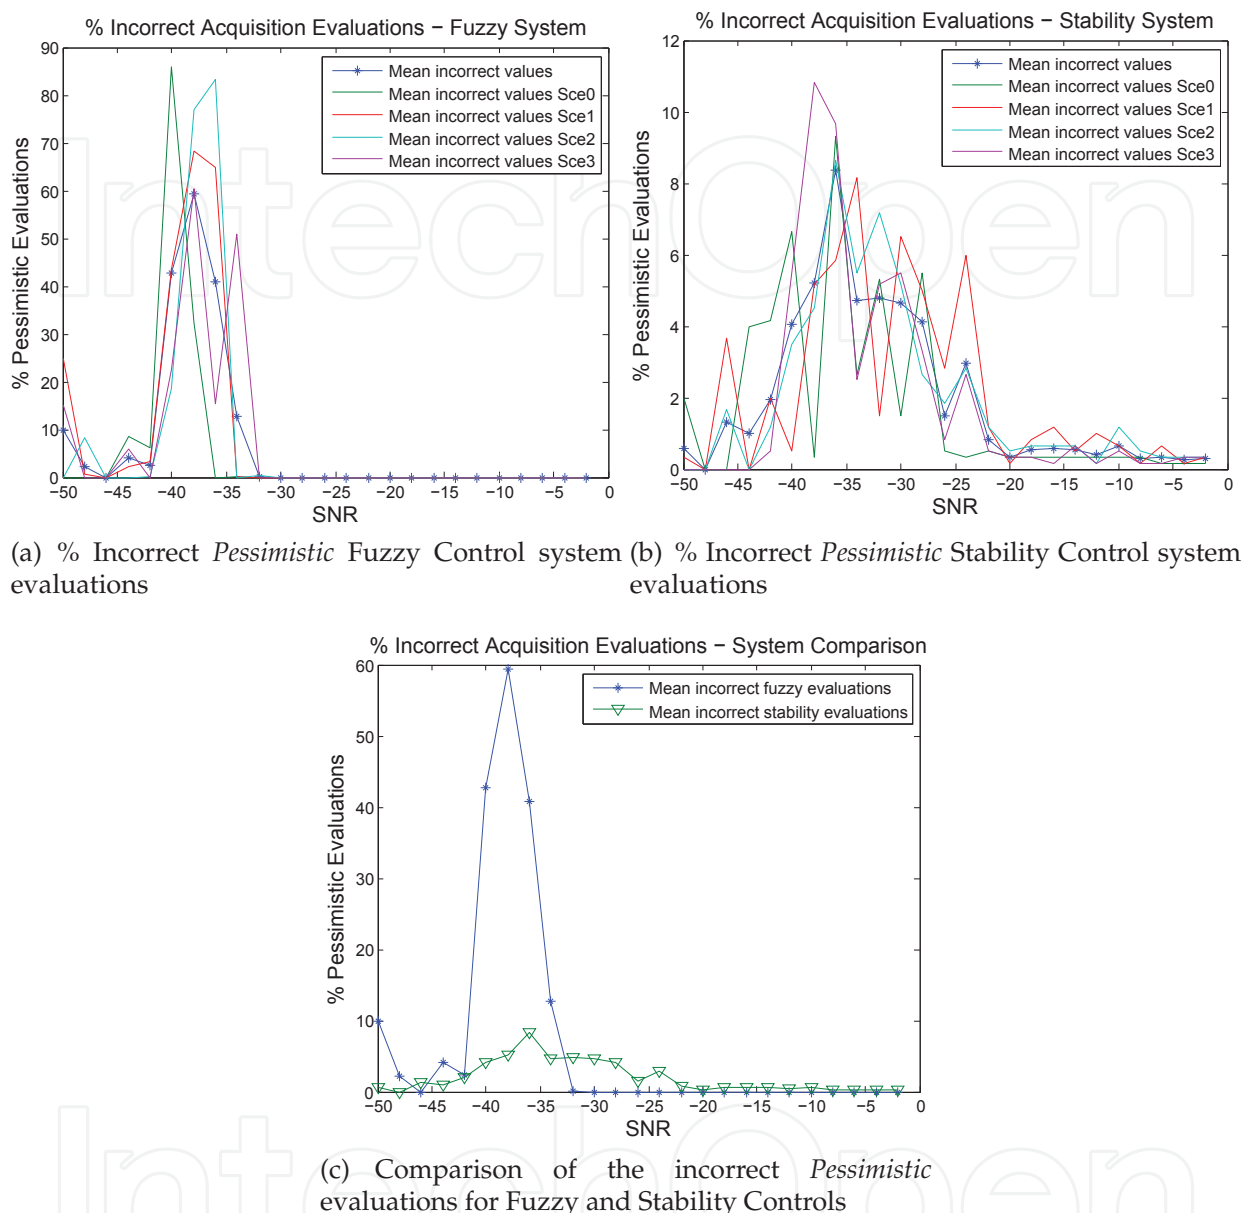 % Incorrect Acquisition Evaluations − Fuzzy System
90
80
70
60
50
40
30
20
10
0
% Pessimistic Evaluations
Mean incorrect values
Mean incorrect values Sce0
Mean incorrect values Sce1
Mean incorrect values Sce2
Mean incorrect values Sce3
−50 −45 −40 −35 −30 −25 −20 −15 −10 −5 0
SNR
(a) % Incorrect Pessimistic Fuzzy Control system
evaluations
% Incorrect Acquisition Evaluations − Stability System
12
10
8
6
4
2
0
% Pessimistic Evaluations
Mean incorrect values
Mean incorrect values Sce0
Mean incorrect values Sce1
Mean incorrect values Sce2
Mean incorrect values Sce3
−50 −45 −40 −35 −30 −25 −20 −15 −10 −5 0
SNR
(b) % Incorrect Pessimistic Stability Control system
evaluations
% Incorrect Acquisition Evaluations − System Comparison
60
50
40
30
20
10
0
% Pessimistic Evaluations
Mean incorrect fuzzy evaluations
Mean incorrect stability evaluations
−50 −45 −40 −35 −30 −25 −20 −15 −10 −5 0
SNR
(c) Comparison of the incorrect Pessimistic
evaluations for Fuzzy and Stability Controls
IntechOpen
IntechOpen